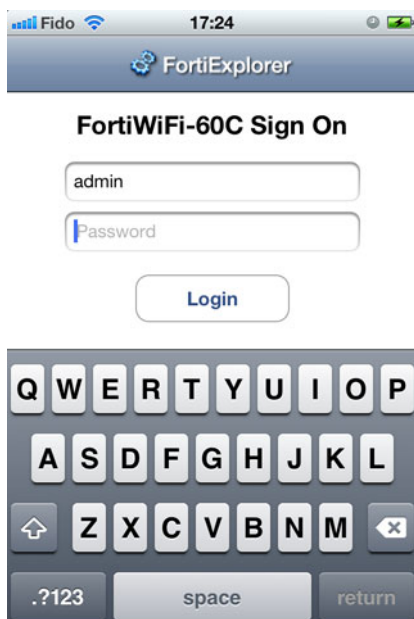 Fido 17:24
FortiExplorer
FortiWiFi-60C Sign On
admin
Password
Login
Q W E R T Y U I O P
A S D F G H J K L
Z X C V B N M
.?123 space return